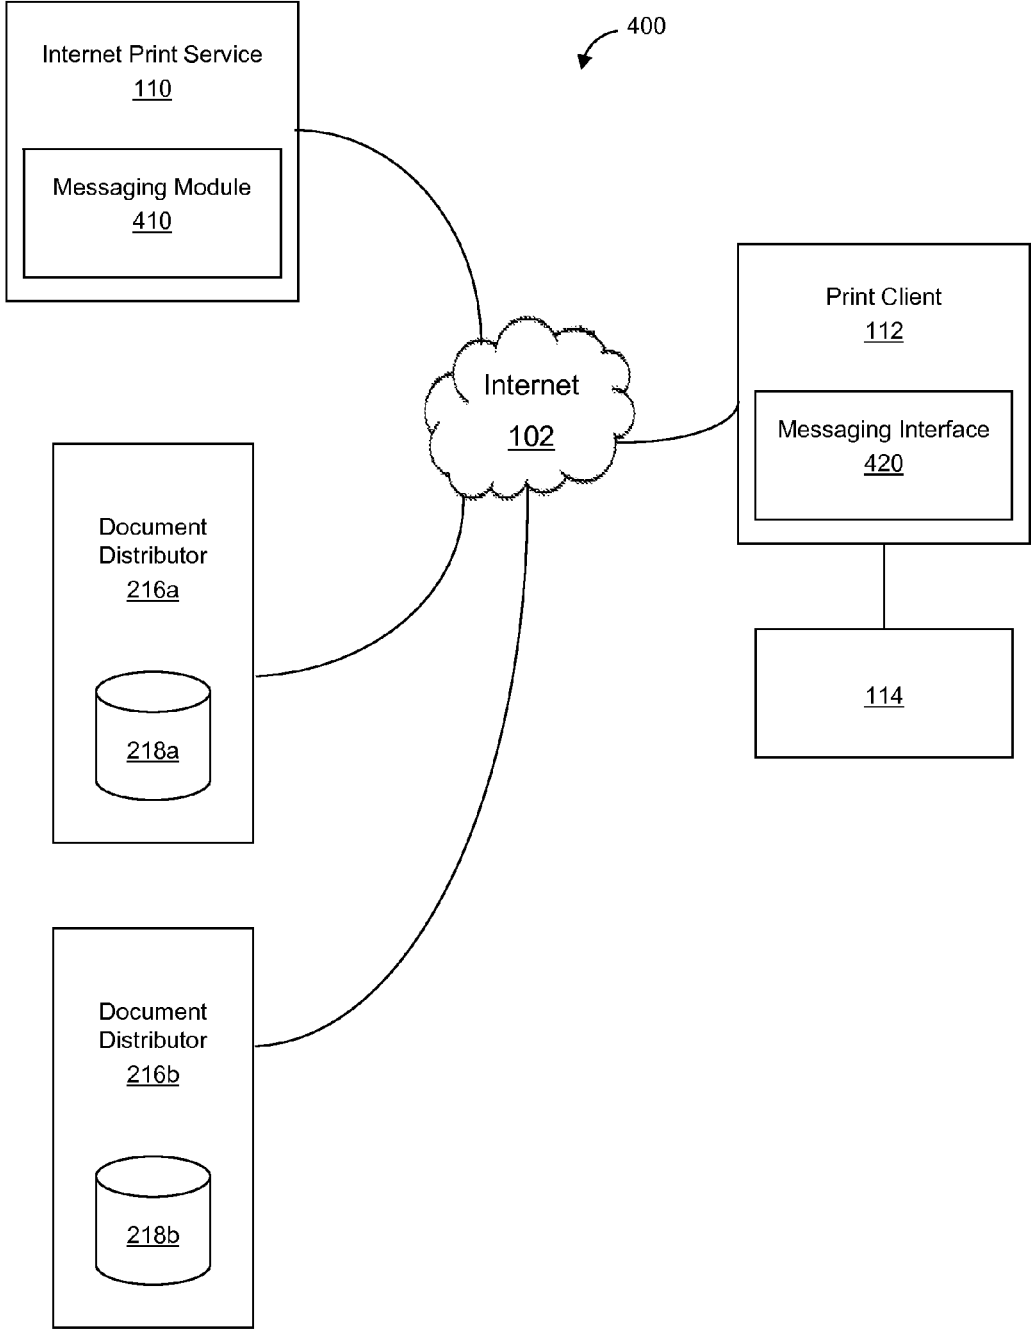 400
Internet Print Service
110
Messaging Module
410
Print Client
112
Messaging Interface
420
Internet
102
Document
Distributor
216a
218a
114
Document
Distributor
216b
218b